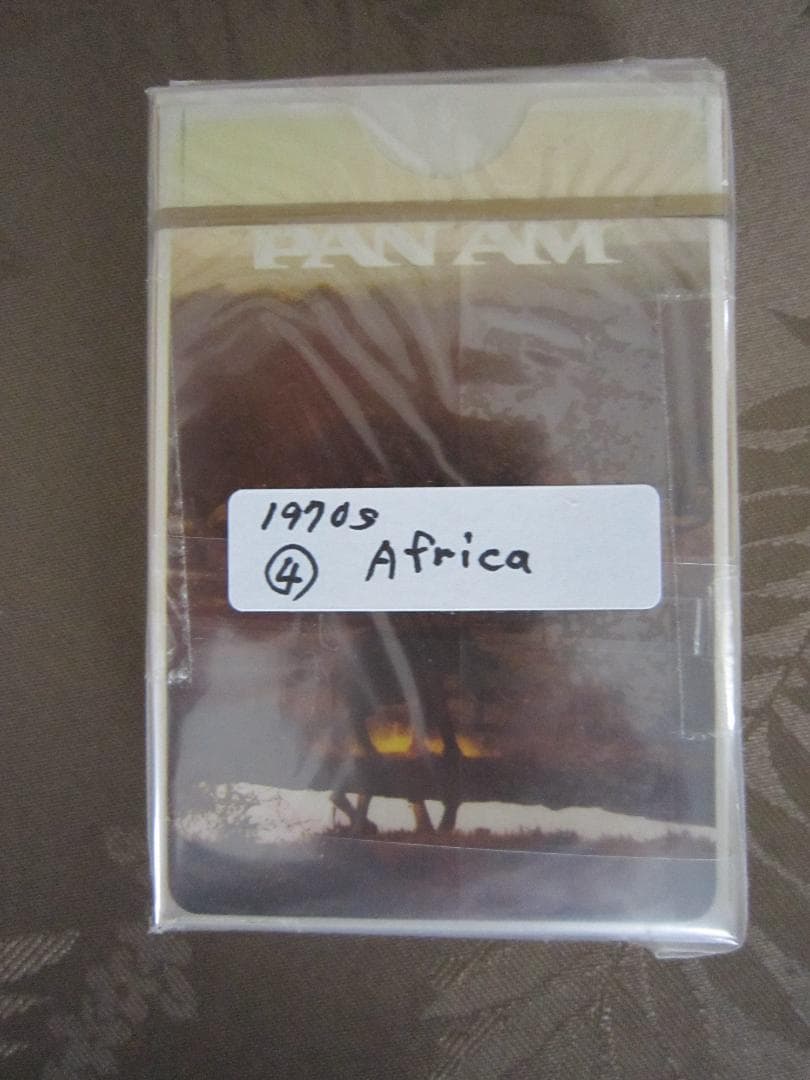 PAN AM
1970s
④ Africa